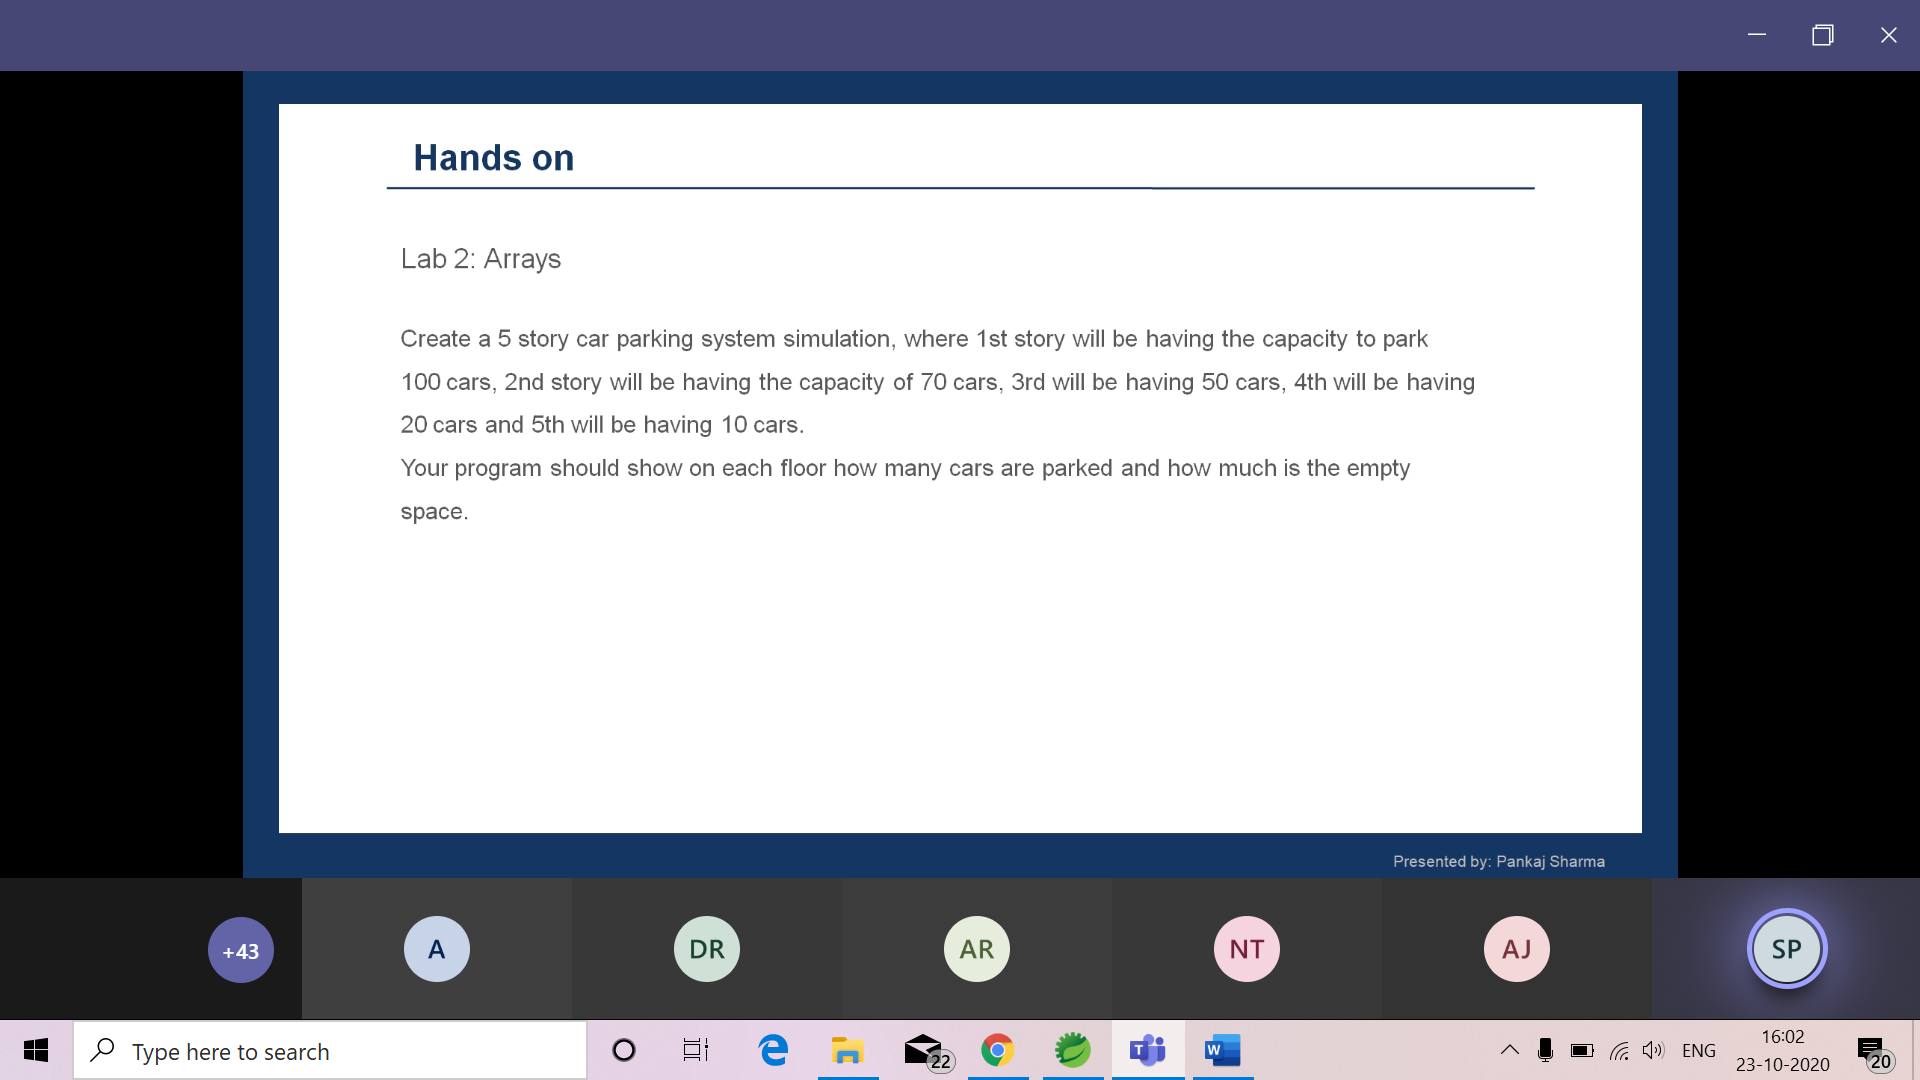 Hands on
Lab 2: Arrays
Create a 5 story car parking system simulation, where 1st story will be having the capacity to park
100 cars, 2nd story will be having the capacity of 70 cars, 3rd will be having 50 cars, 4th will be having
20 cars and 5th will be having 10 cars.
Your program should show on each floor how many cars are parked and how much is the empty
space.
Presented by: Pankaj Sharma
+43
A
DR
AR
NT
AJ
SP
Type here to search
22
T
W
ENG
16:02
23-10-2020
20